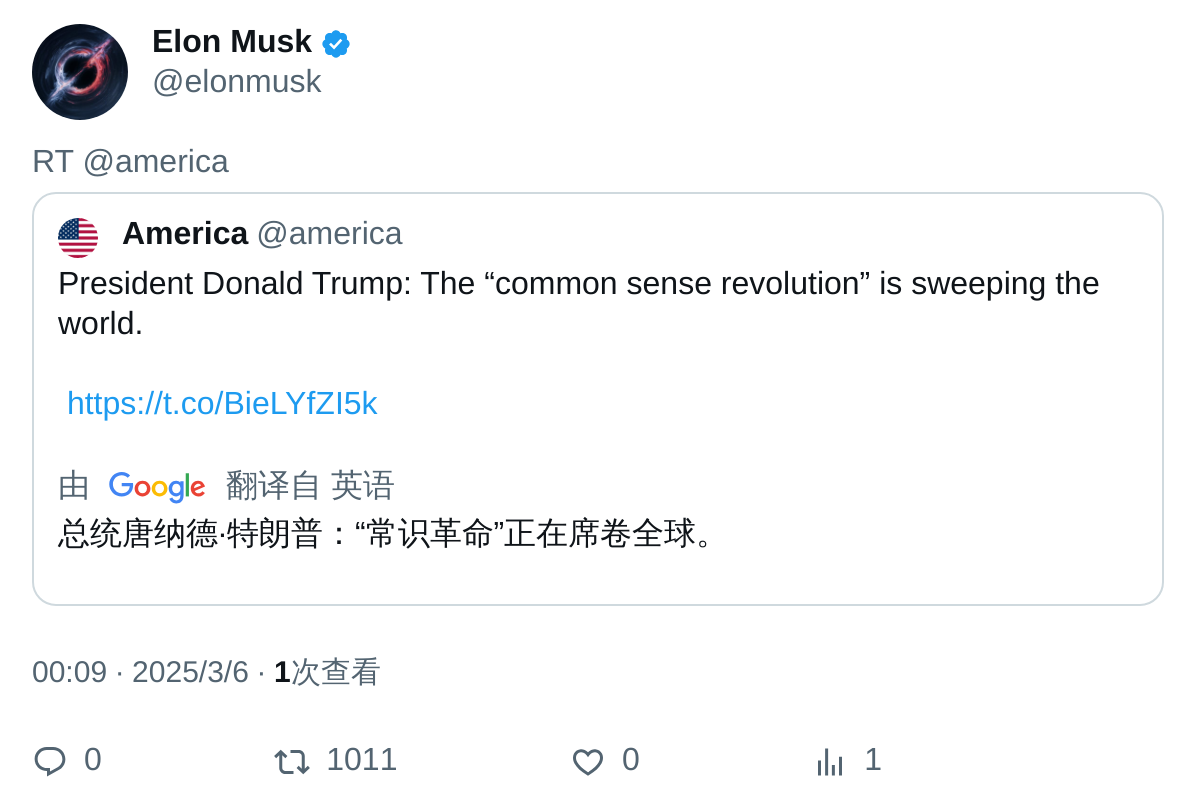 Elon Musk
@elonmusk
RT @america
America @america
President Donald Trump: The “common sense revolution” is sweeping the
world.
https://t.co/BieLYfZI5k
由 Google 翻译自 英语
总统唐纳德·特朗普：“常识革命”正在席卷全球。
00:09 · 2025/3/6 · 1次查看
0 1011 0 1